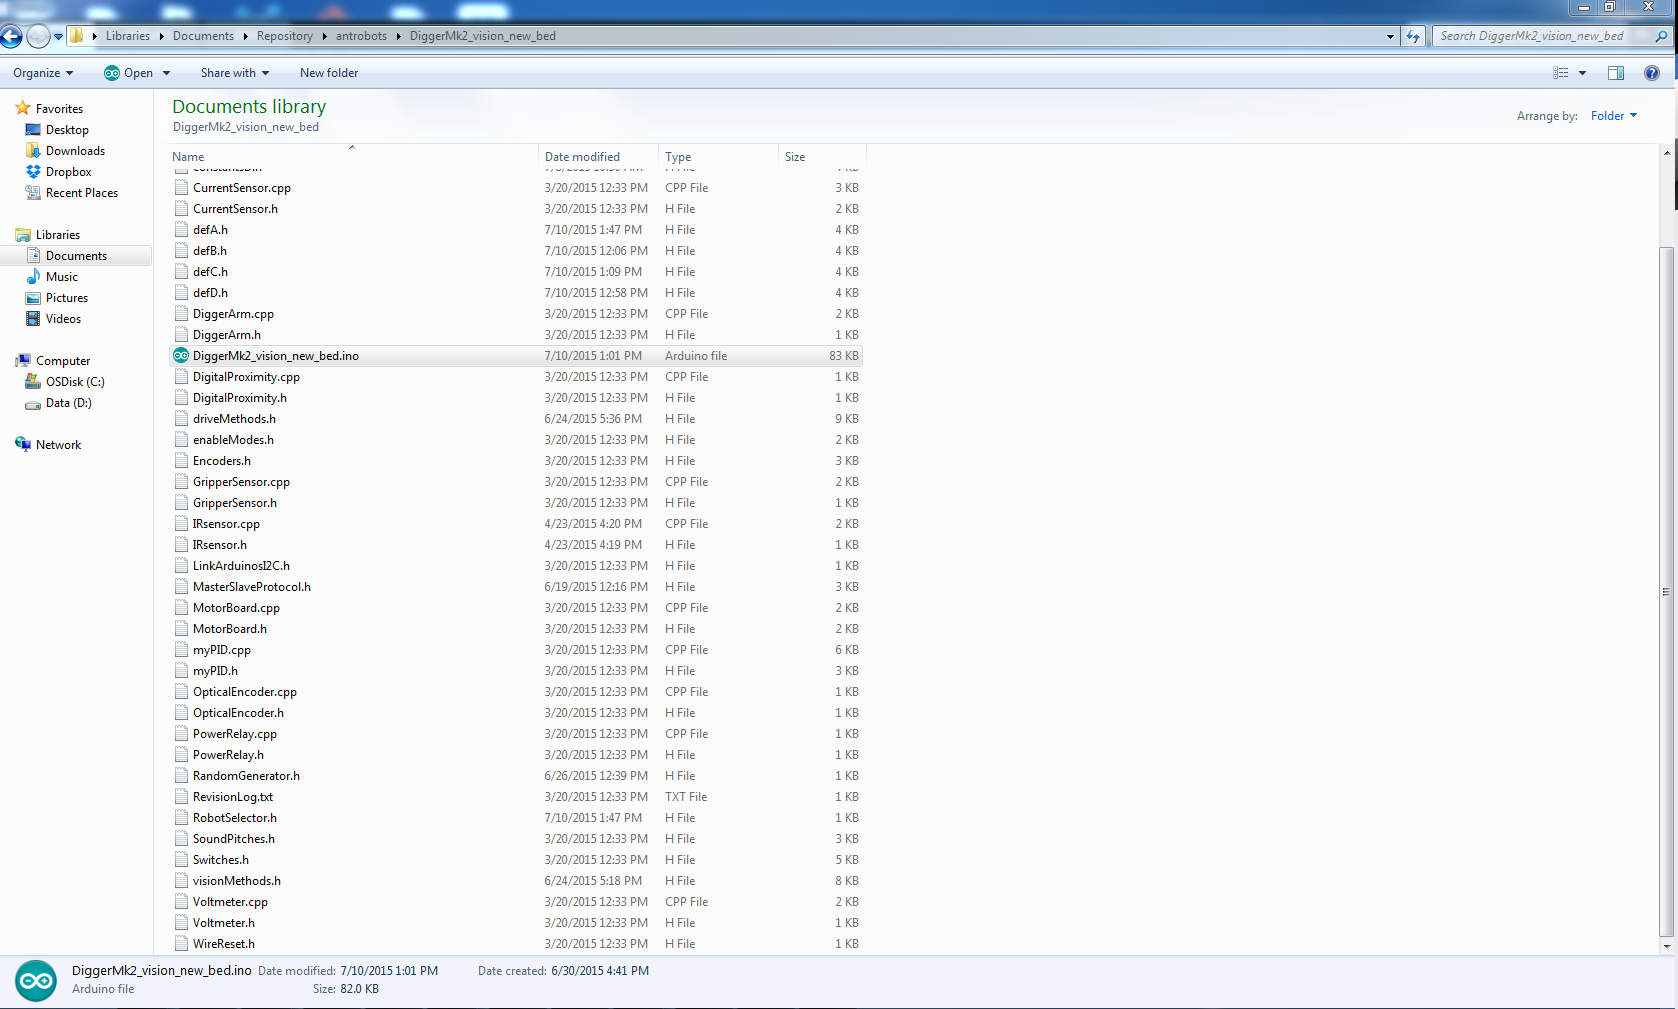 Libraries Documents Repository antrobots DiggerMk2_vision_new_bed Search DiggerMk2_vision_new_bed
Organize Open Share with New folder
Favorites
Desktop
Downloads
Dropbox
Recent Places
Libraries
Documents
Music
Pictures
Videos
Computer
OSDisk (C:)
Data (D:)
Network
Documents library
DiggerMk2_vision_new_bed
Arrange by: Folder
Name Date modified Type Size
CurrentSensor.cpp 3/20/2015 12:33 PM CPP File 3 KB
CurrentSensor.h 3/20/2015 12:33 PM H File 2 KB
defA.h 7/10/2015 1:47 PM H File 4 KB
defB.h 7/10/2015 12:06 PM H File 4 KB
defC.h 7/10/2015 1:09 PM H File 4 KB
defD.h 7/10/2015 12:58 PM H File 4 KB
DiggerArm.cpp 3/20/2015 12:33 PM CPP File 2 KB
DiggerArm.h 3/20/2015 12:33 PM H File 1 KB
DiggerMk2_vision_new_bed.ino 7/10/2015 1:01 PM Arduino file 83 KB
DigitalProximity.cpp 3/20/2015 12:33 PM CPP File 1 KB
DigitalProximity.h 3/20/2015 12:33 PM H File 1 KB
driveMethods.h 6/24/2015 5:36 PM H File 9 KB
enableModes.h 3/20/2015 12:33 PM H File 2 KB
Encoders.h 3/20/2015 12:33 PM H File 3 KB
GripperSensor.cpp 3/20/2015 12:33 PM CPP File 2 KB
GripperSensor.h 3/20/2015 12:33 PM H File 1 KB
IRsensor.cpp 4/23/2015 4:20 PM CPP File 2 KB
IRsensor.h 4/23/2015 4:19 PM H File 1 KB
LinkArduinosI2C.h 3/20/2015 12:33 PM H File 1 KB
MasterSlaveProtocol.h 6/19/2015 12:16 PM H File 3 KB
MotorBoard.cpp 3/20/2015 12:33 PM CPP File 2 KB
MotorBoard.h 3/20/2015 12:33 PM H File 2 KB
myPID.cpp 3/20/2015 12:33 PM CPP File 6 KB
myPID.h 3/20/2015 12:33 PM H File 3 KB
OpticalEncoder.cpp 3/20/2015 12:33 PM CPP File 1 KB
OpticalEncoder.h 3/20/2015 12:33 PM H File 1 KB
PowerRelay.cpp 3/20/2015 12:33 PM CPP File 1 KB
PowerRelay.h 3/20/2015 12:33 PM H File 1 KB
RandomGenerator.h 6/26/2015 12:39 PM H File 1 KB
RevisionLog.txt 3/20/2015 12:33 PM TXT File 1 KB
RobotSelector.h 7/10/2015 1:47 PM H File 1 KB
SoundPitches.h 3/20/2015 12:33 PM H File 3 KB
Switches.h 3/20/2015 12:33 PM H File 5 KB
visionMethods.h 6/24/2015 5:18 PM H File 8 KB
Voltmeter.cpp 3/20/2015 12:33 PM CPP File 2 KB
Voltmeter.h 3/20/2015 12:33 PM H File 1 KB
WireReset.h 3/20/2015 12:33 PM H File 1 KB
DiggerMk2_vision_new_bed.ino Date modified: 7/10/2015 1:01 PM Date created: 6/30/2015 4:41 PM
Arduino file Size: 82.0 KB